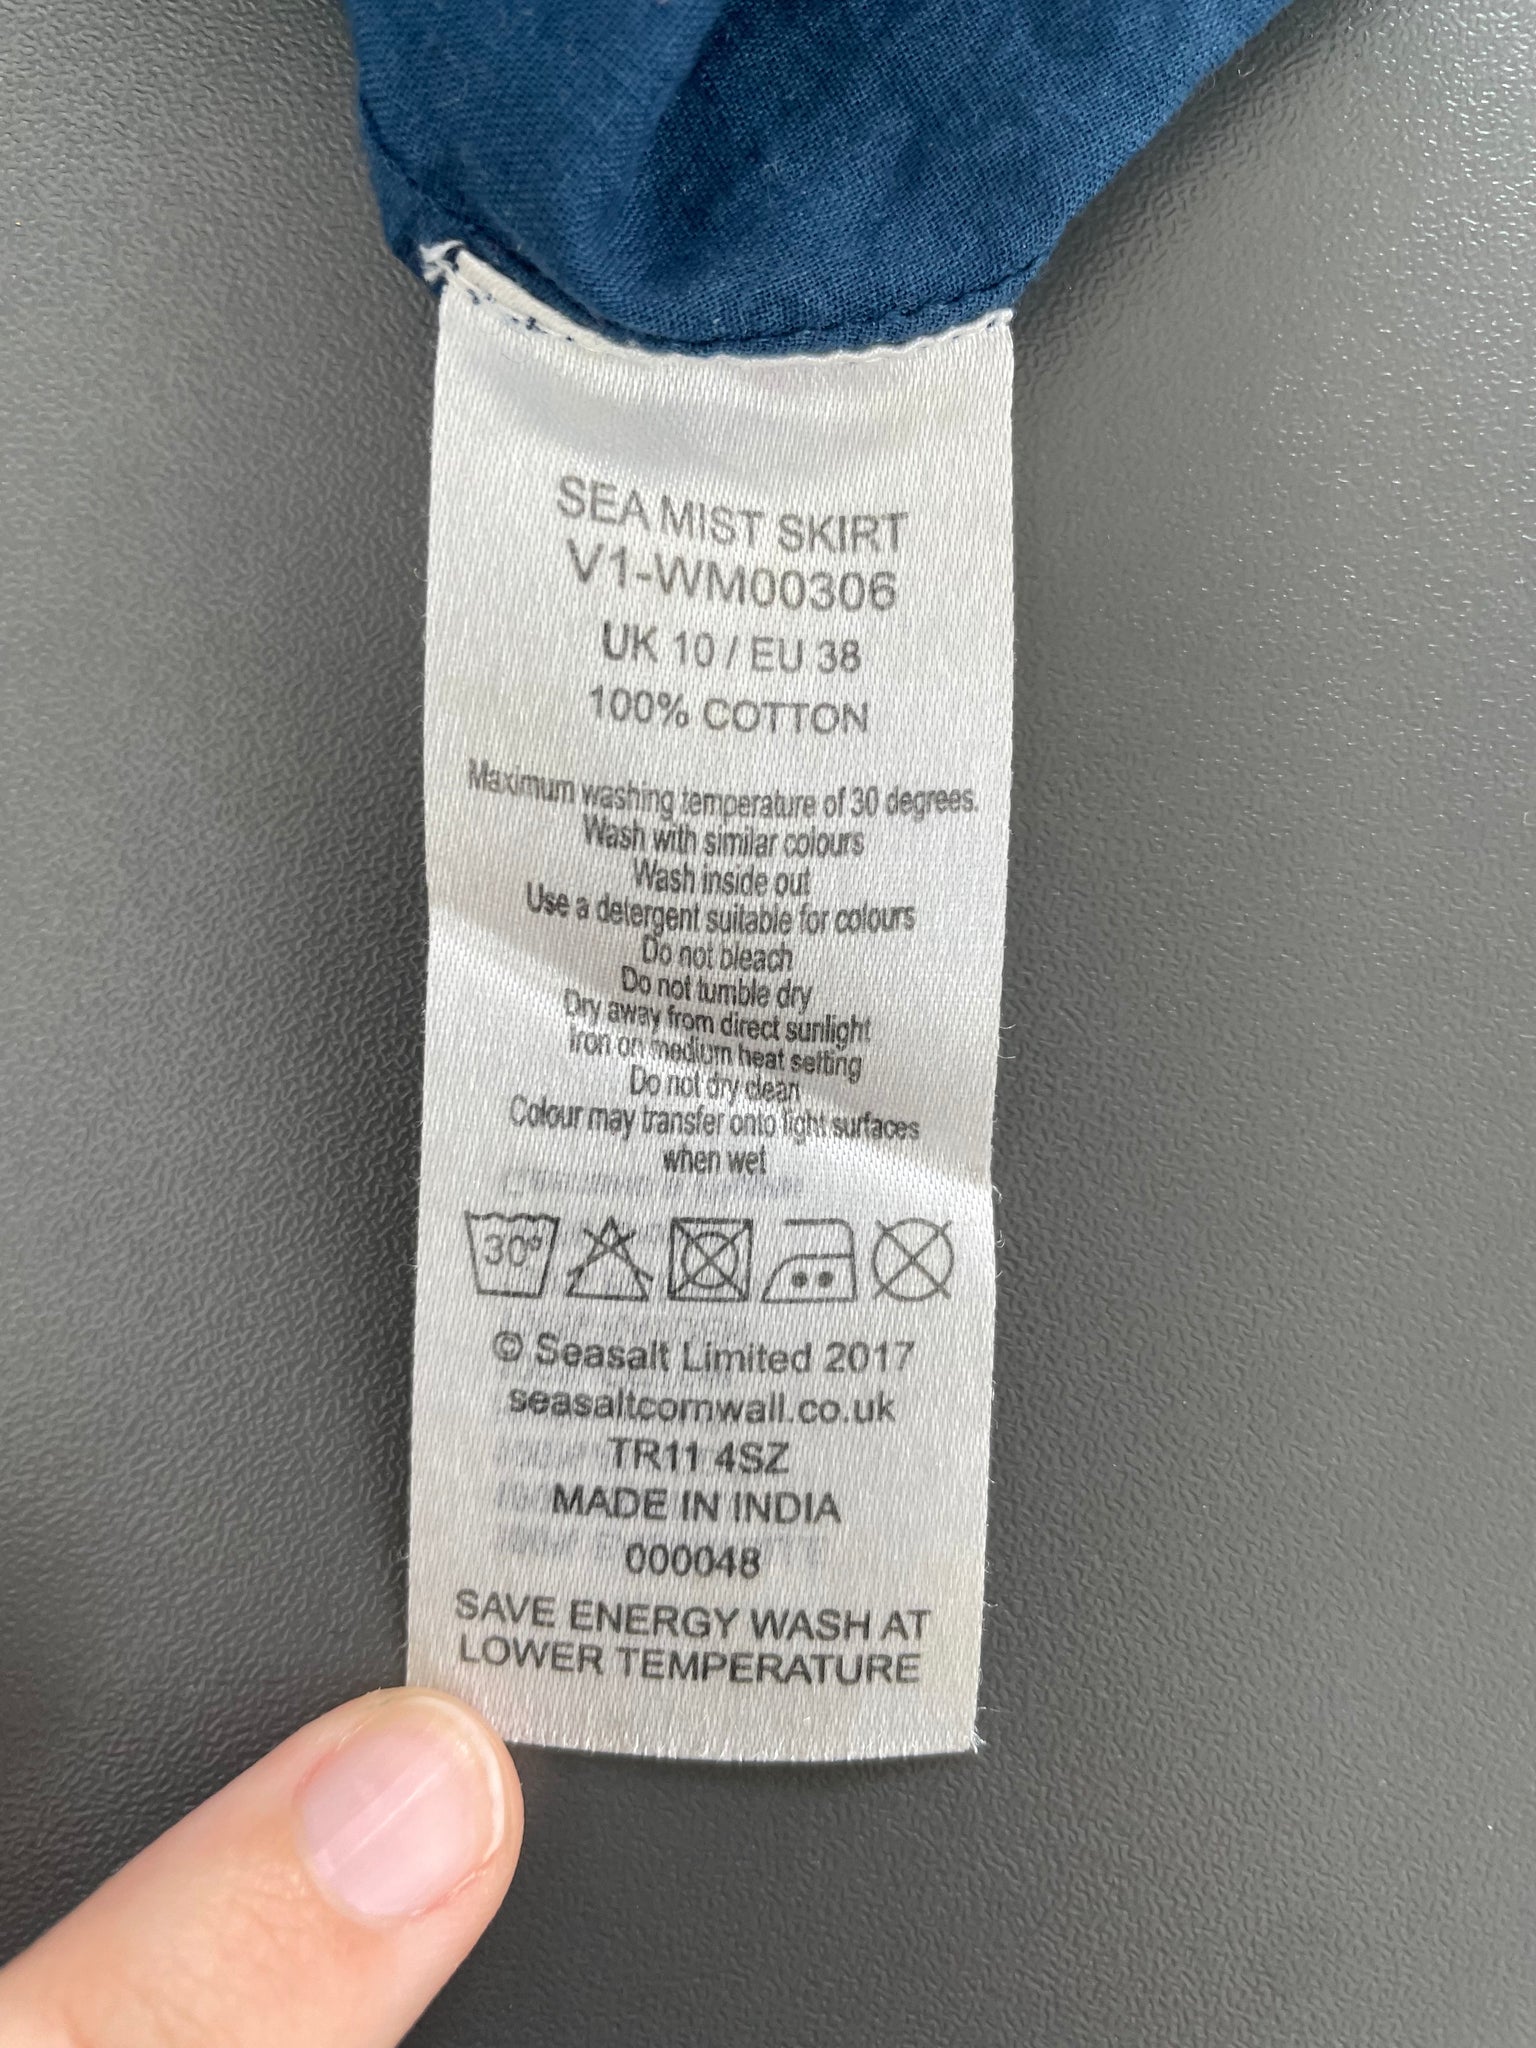 SEA MIST SKIRT
V1-WM00306
UK 10 / EU 38
100% COTTON
Maximum washing temperature of 30 degrees.
Wash with similar colours
Wash inside out
Use a detergent suitable for colours
Do not bleach
Do not tumble dry
Dry away from direct sunlight
Iron on medium heat setting
Do not dry clean
Colour may transfer onto light surfaces
when wet
30°
© Seasalt Limited 2017
seasaltcornwall.co.uk
TR11 4SZ
MADE IN INDIA
000048
SAVE ENERGY WASH AT
LOWER TEMPERATURE